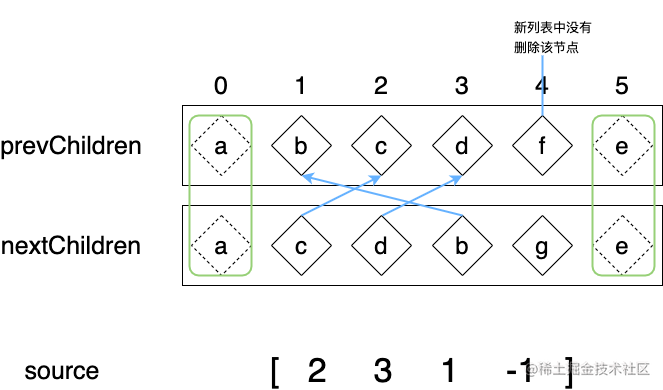 新列表中没有
删除该节点
0 1 2 3 4 5
prevChildren a b c d f e
nextChildren a c d b g e
source [ 2 3 1 -1 ]
@稀土掘金技术社区